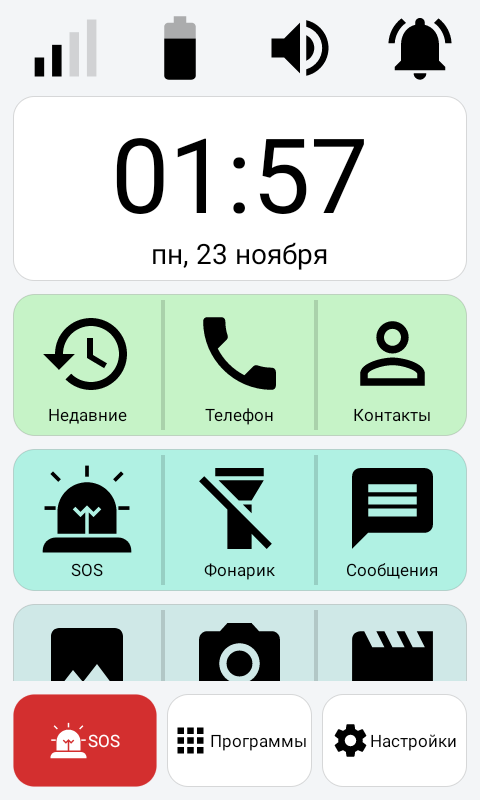 01:57
пн, 23 ноября
Недавние
Телефон
Контакты
SOS
Фонарик
Сообщения
SOS
Программы
Настройки